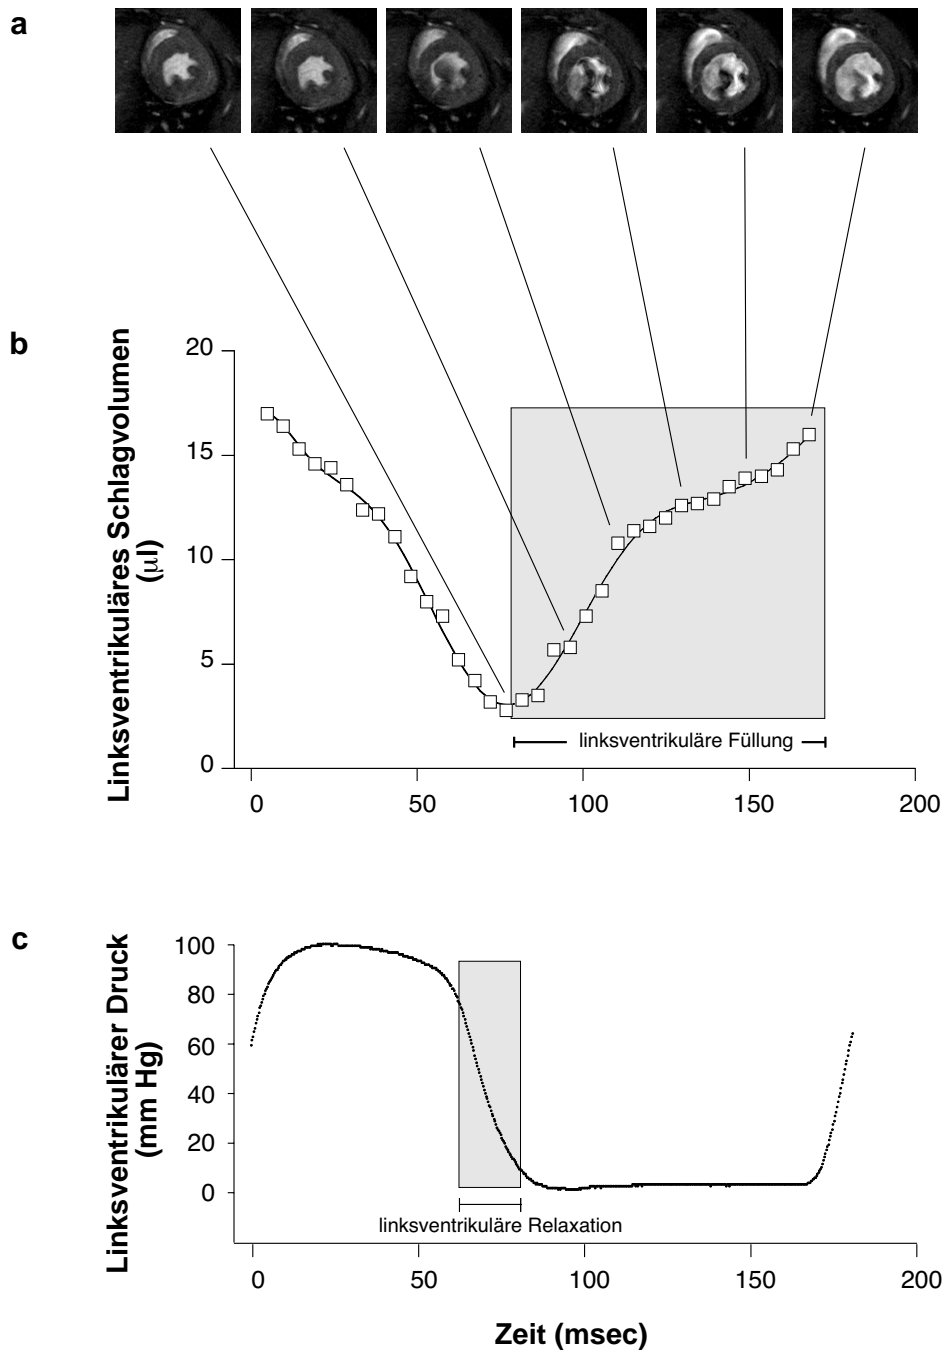 a
b
Linksventrikuläres Schlagvolumen
(µl)
20
15
10
5
0
linksventrikuläre Füllung
0 50 100 150 200
c
Linksventrikulärer Druck
(mm Hg)
100
80
60
40
20
0
linksventrikuläre Relaxation
0 50 100 150 200
Zeit (msec)